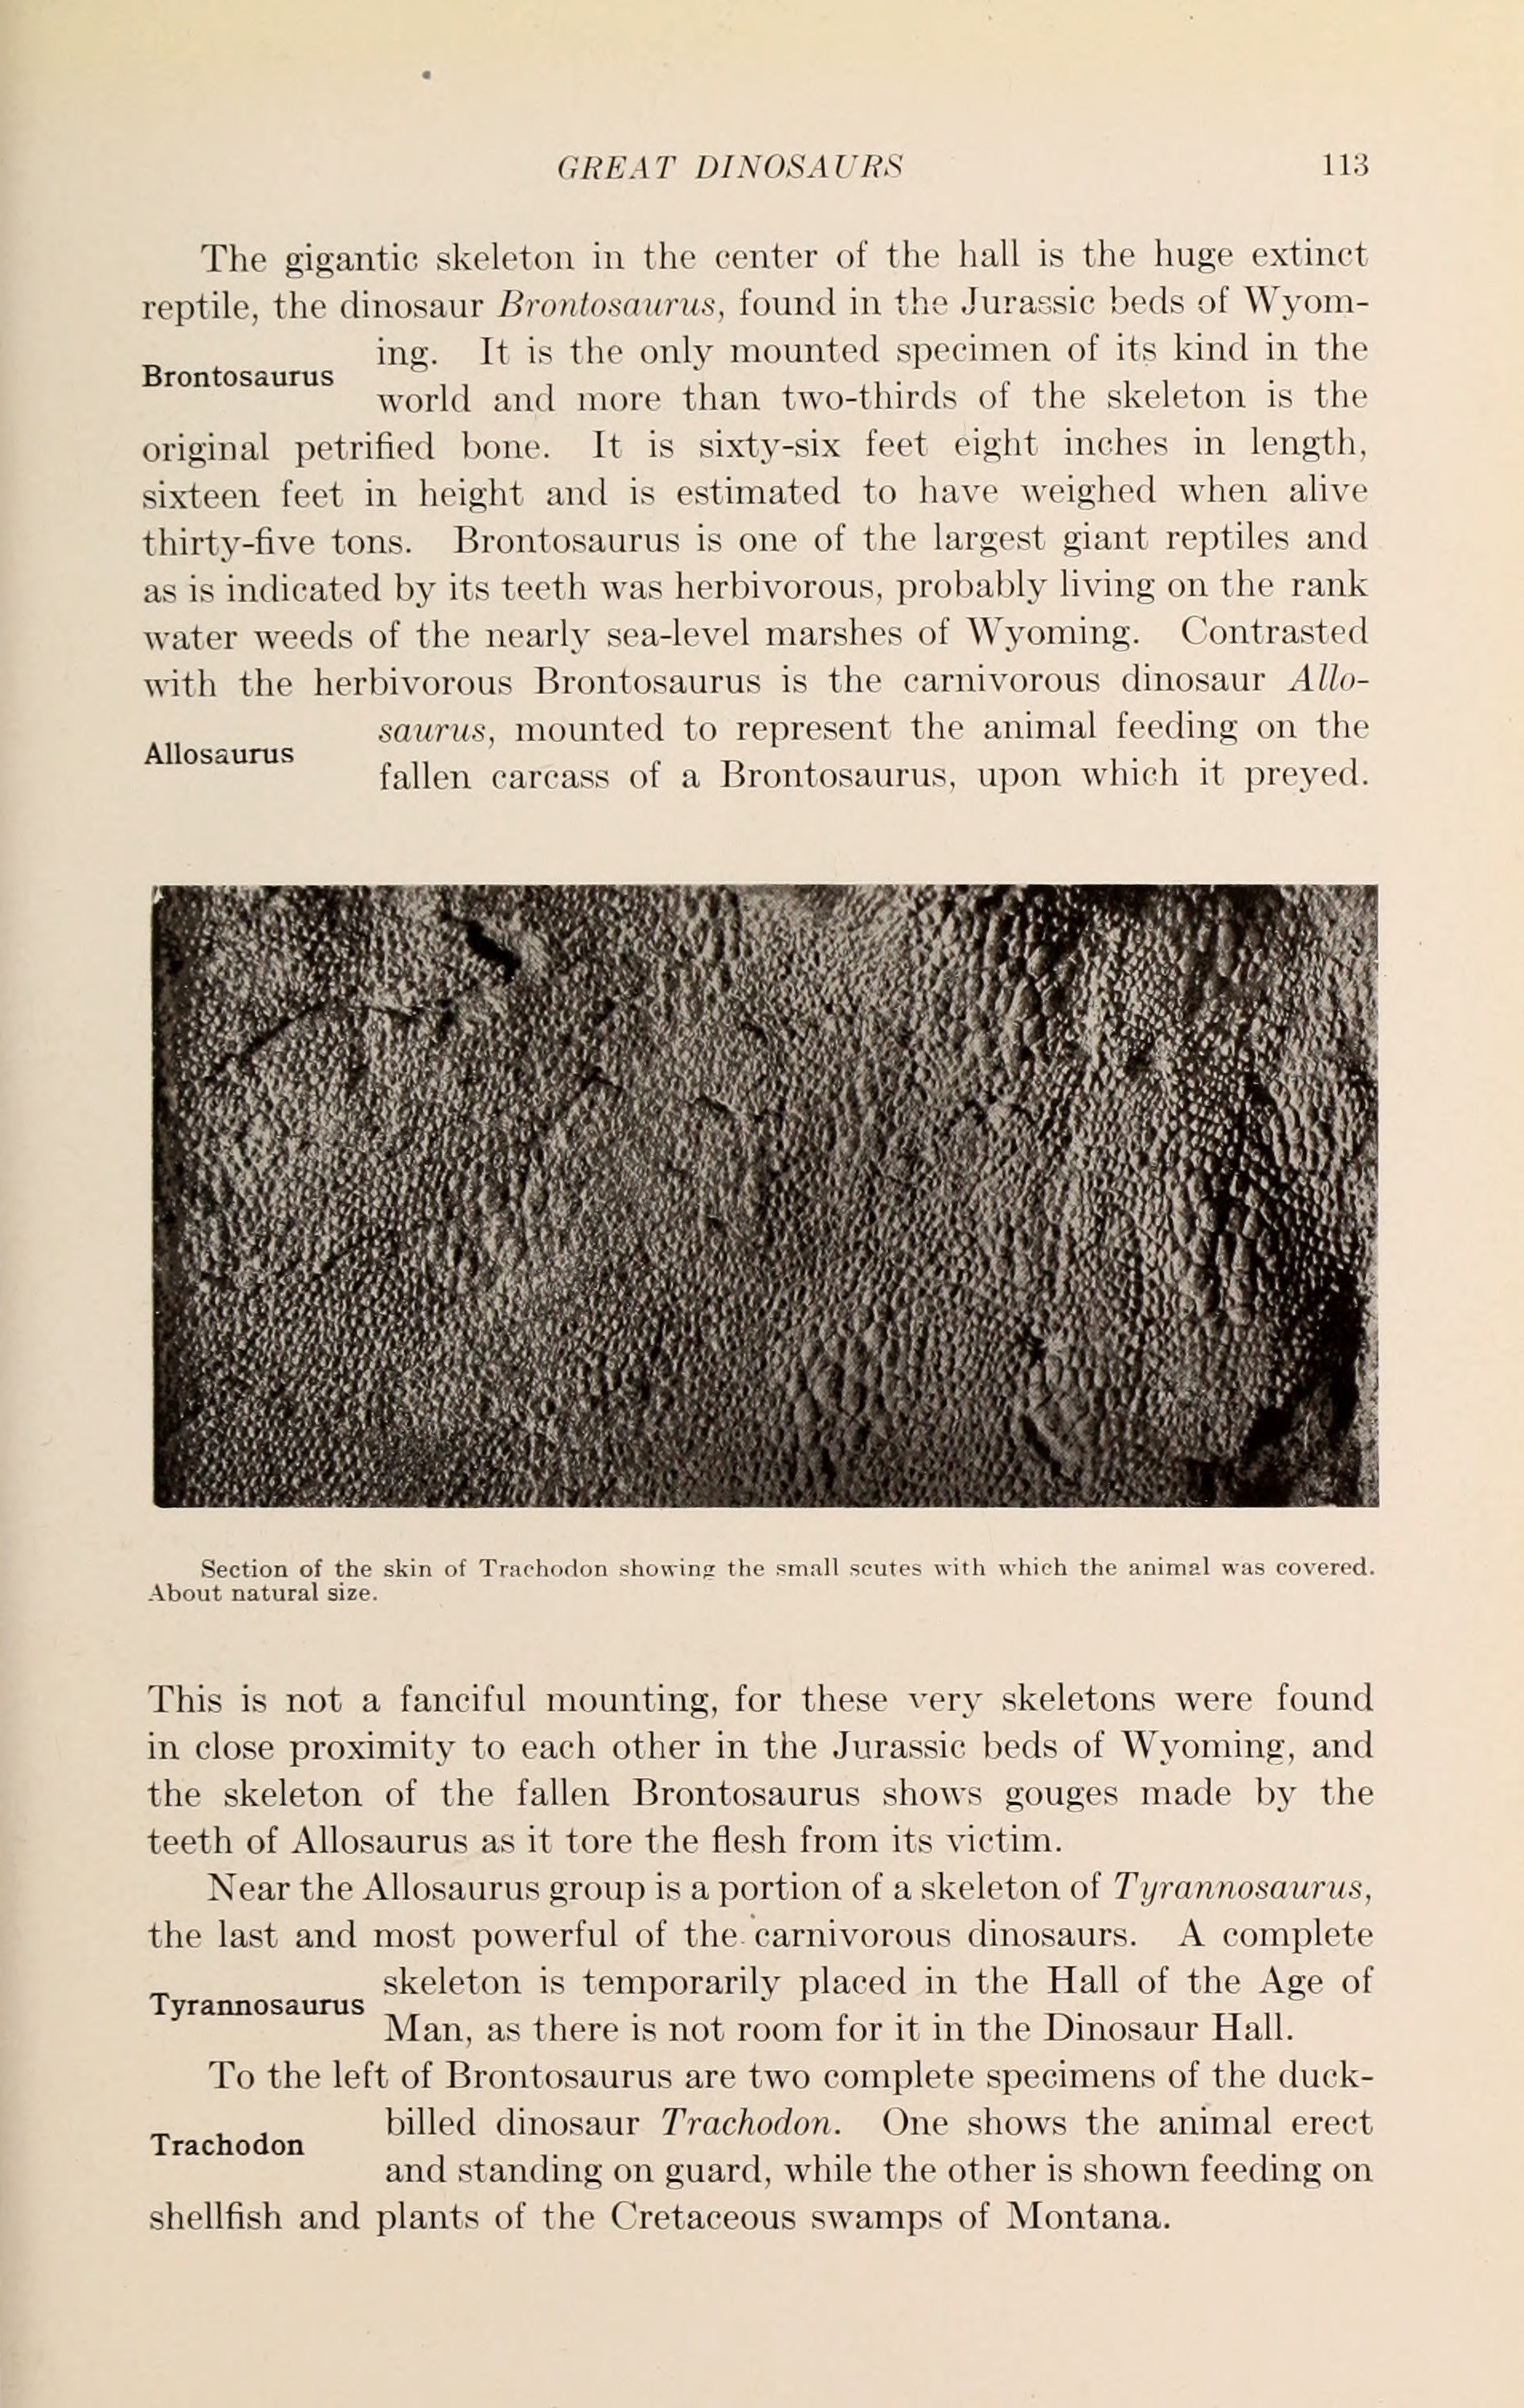 GREAT DINOSAURS 113
The gigantic skeleton in the center of the hall is the huge extinct
reptile, the dinosaur Brontosaurus, found in the Jurassic beds of Wyom-
ing. It is the only mounted specimen of its kind in the
Brontosaurus
world and more than two-thirds of the skeleton is the
original petrified bone. It is sixty-six feet eight inches in length,
sixteen feet in height and is estimated to have weighed when alive
thirty-five tons. Brontosaurus is one of the largest giant reptiles and
as is indicated by its teeth was herbivorous, probably living on the rank
water weeds of the nearly sea-level marshes of Wyoming. Contrasted
with the herbivorous Brontosaurus is the carnivorous dinosaur Allo-
saurus, mounted to represent the animal feeding on the
Allosaurus
fallen carcass of a Brontosaurus, upon which it preyed.
Section of the skin of Trachodon showing the small scutes with which the animal was covered.
About natural size.
This is not a fanciful mounting, for these very skeletons were found
in close proximity to each other in the Jurassic beds of Wyoming, and
the skeleton of the fallen Brontosaurus shows gouges made by the
teeth of Allosaurus as it tore the flesh from its victim.
Near the Allosaurus group is a portion of a skeleton of Tyrannosaurus,
the last and most powerful of the carnivorous dinosaurs. A complete
skeleton is temporarily placed in the Hall of the Age of
Tyrannosaurus
Man, as there is not room for it in the Dinosaur Hall.
To the left of Brontosaurus are two complete specimens of the duck-
billed dinosaur Trachodon. One shows the animal erect
Trachodon
and standing on guard, while the other is shown feeding on
shellfish and plants of the Cretaceous swamps of Montana.